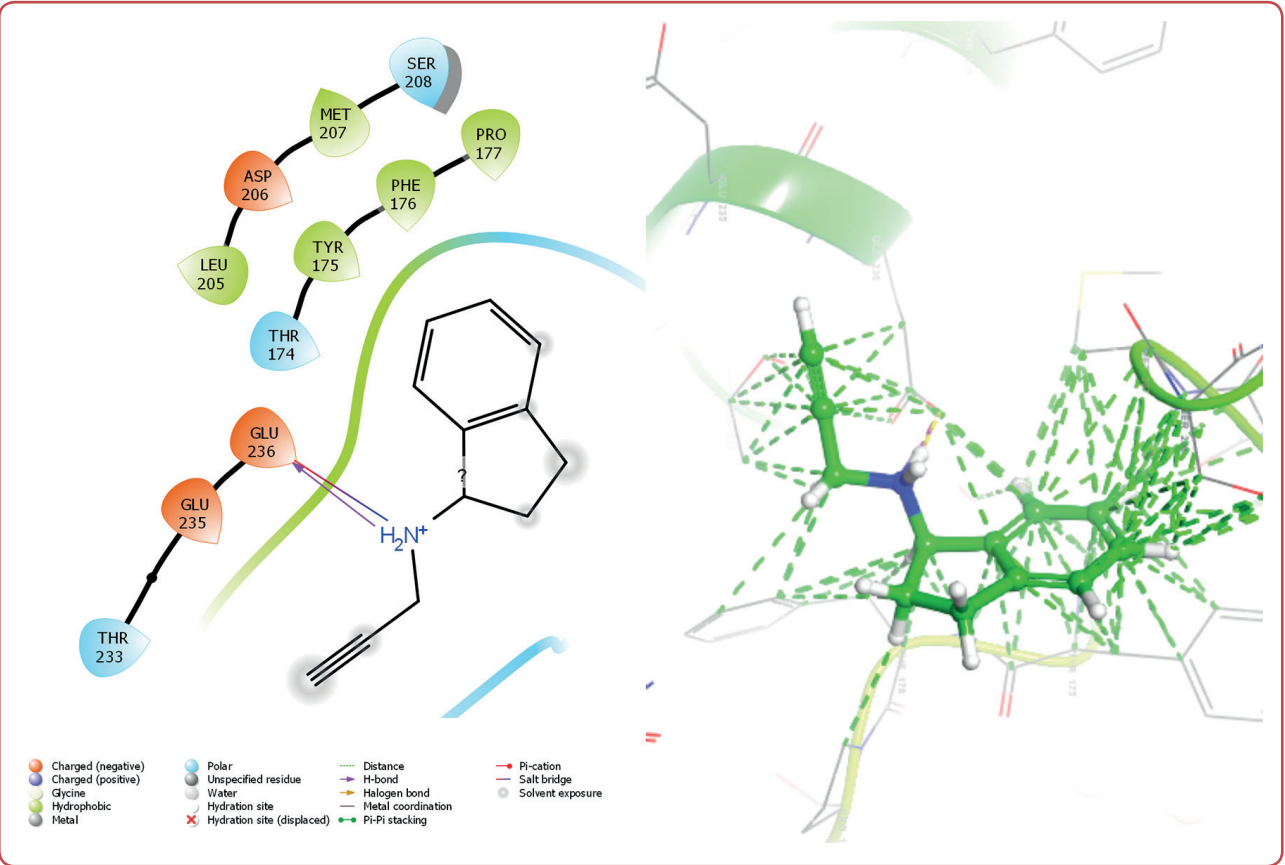 SER
208
MET
207
PRO
177
ASP
206
PHE
176
TYR
175
LEU
205
THR
174
GLU
236
GLU
235
?
H2N+
THR
233
Charged (negative)
Charged (positive)
Glycine
Hydrophobic
Metal
Polar
Unspecified residue
Water
Hydration site
Hydration site (displaced)
Distance
H-bond
Halogen bond
Metal coordination
Pi-Pi stacking
Pi-cation
Salt bridge
Solvent exposure